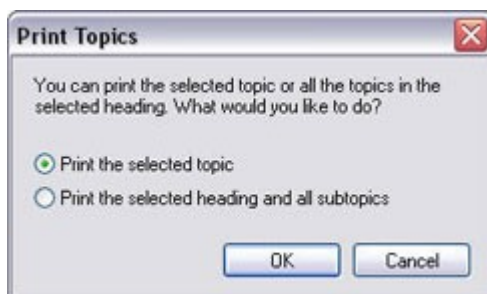 Print Topics
You can print the selected topic or all the topics in the
selected heading. What would you like to do?
Print the selected topic
Print the selected heading and all subtopics
OK Cancel